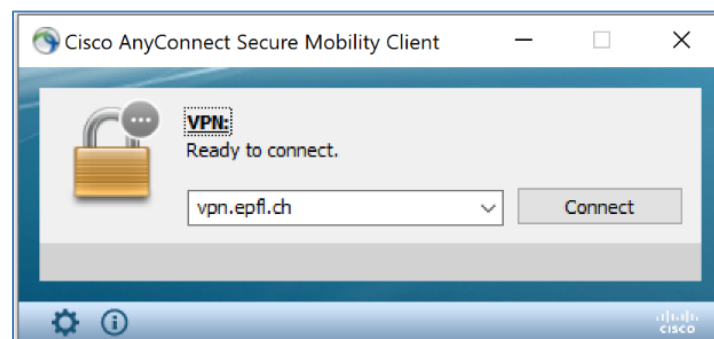 Cisco AnyConnect Secure Mobility Client
VPN:
Ready to connect.
vpn.epfl.ch
Connect
CISCO